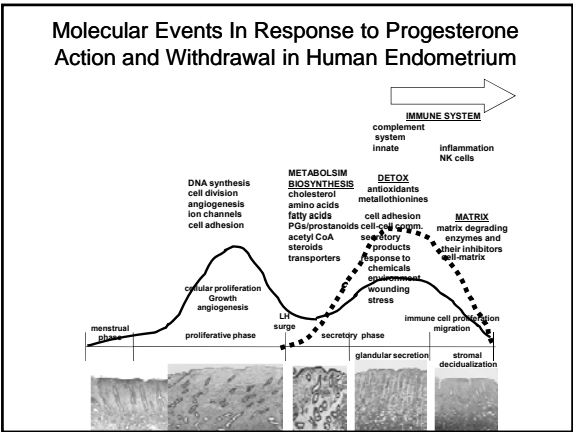 Molecular Events In Response to Progesterone
Action and Withdrawal in Human Endometrium
IMMUNE SYSTEM
complement
system
innate
inflammation
NK cells
DNA synthesis
cell division
angiogenesis
ion channels
cell adhesion
METABOLSIM
BIOSYNTHESIS
cholesterol
amino acids
fatty acids
PGs/prostanoids
acetyl CoA
steroids
transporters
DETOX
antioxidants
metallothionines
cell adhesion
cell-cell comm.
secretory
products
response to
chemicals
environment
wounding
stress
MATRIX
matrix degrading
enzymes and
their inhibitors
cell-matrix
cellular proliferation
Growth
angiogenesis
LH
surge
immune cell proliferation
migration
menstrual
phase
proliferative phase
secretory phase
glandular secretion
stromal
decidualization